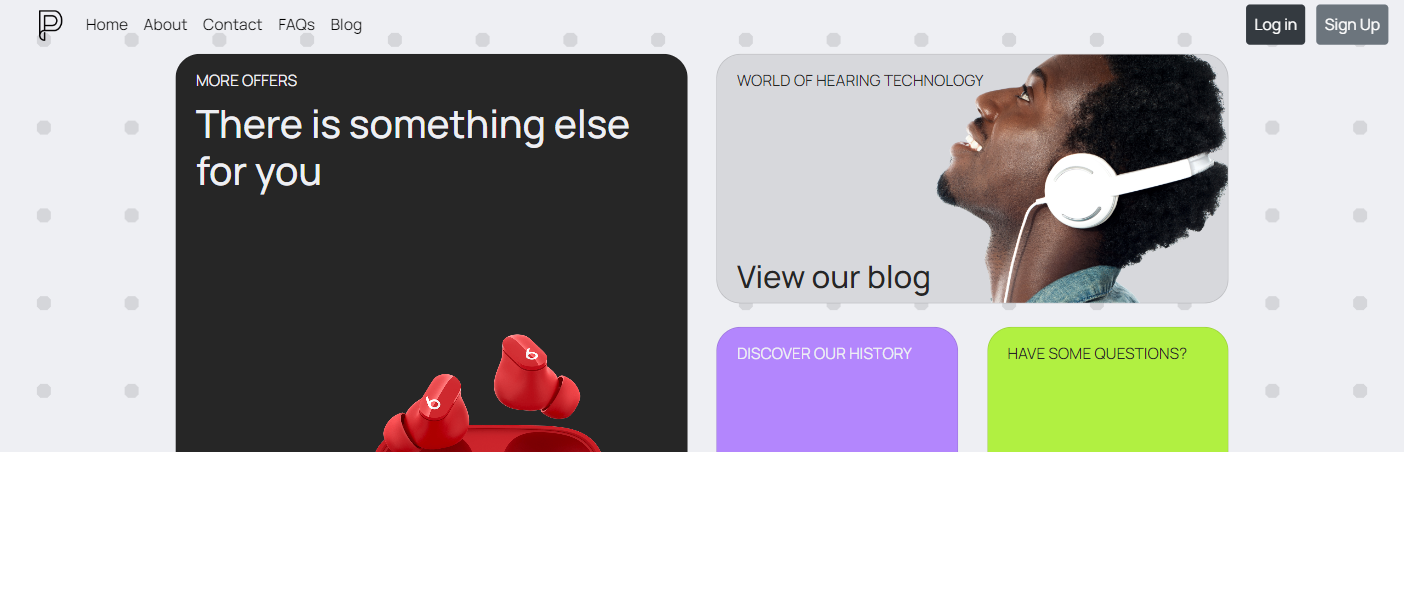 Home About Contact FAQs Blog
Log in Sign Up
MORE OFFERS
There is something else
for you
WORLD OF HEARING TECHNOLOGY
View our blog
DISCOVER OUR HISTORY
HAVE SOME QUESTIONS?